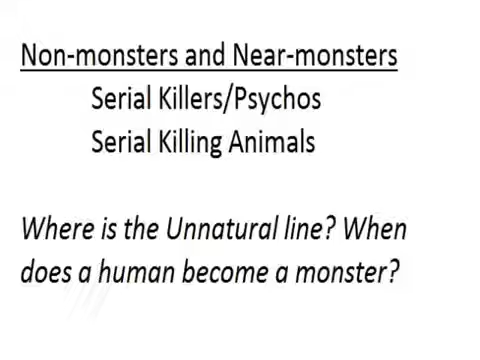 Non-monsters and Near-monsters
Serial Killers/Psychos
Serial Killing Animals
Where is the Unnatural line? When
does a human become a monster?